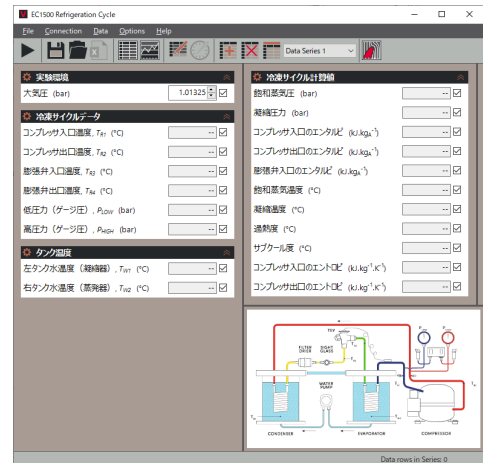 EC1500 Refrigeration Cycle
File Connection Data Options Help
Data Series 1
実験環境
大気圧 (bar) 1.01325
冷凍サイクルデータ
コンプレッサ入口温度, TR1 (°C) --
コンプレッサ出口温度, TR2 (°C) --
膨張弁入口温度, TR3 (°C) --
膨張弁出口温度, TR4 (°C) --
低圧力 (ゲージ圧) , PLOW (bar) --
高圧力 (ゲージ圧) , PHIGH (bar) --
タンク温度
左タンク水温度 (凝縮器) , TW1 (°C) --
右タンク水温度 (蒸発器) , TW2 (°C) --
冷凍サイクル計算値
飽和蒸気圧 (bar) --
凝縮圧力 (bar) --
コンプレッサ入口のエンタルピ (kJ.kgA⁻¹) --
コンプレッサ出口のエンタルピ (kJ.kgA⁻¹) --
膨張弁入口のエンタルピ (kJ.kgA⁻¹) --
飽和蒸気温度 (°C) --
凝縮温度 (°C) --
過熱度 (°C) --
サブクール度 (°C) --
コンプレッサ入口のエントロピ (kJ.kg⁻¹.K⁻¹) --
コンプレッサ出口のエントロピ (kJ.kg⁻¹.K⁻¹) --
TEV
FILTER DRIER
SIGHT GLASS
WATER PUMP
CONDENSER
EVAPORATOR
COMPRESSOR
Data rows in Series: 0